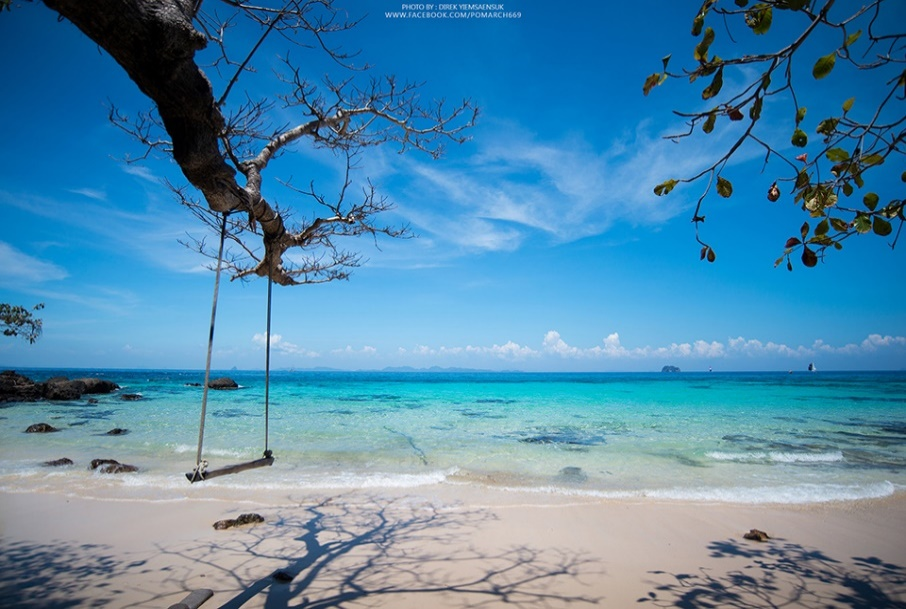 PHOTO BY : DIREK YIEMSAENSUK
WWW.FACEBOOK.COM/POMARCH669